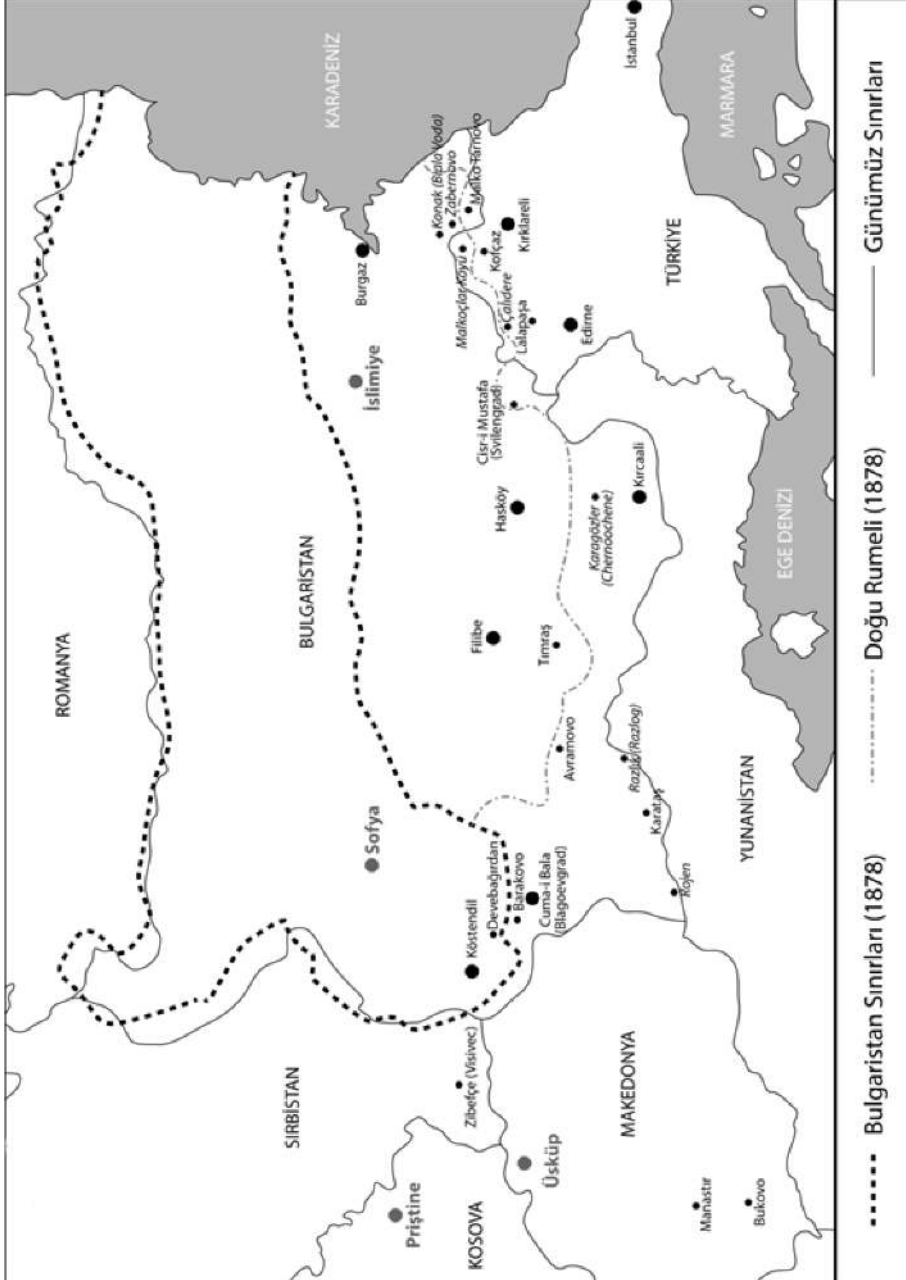 ROMANYA
SIRBİSTAN
BULGARİSTAN
KARADENİZ
Priştine
Sofya
İslimiye
Burgaz
KOSOVA
Zibefçe (Visivec)
Köstendil
Devebağırdan
Barakovo
Cuma-i Bala
(Blagoevgrad)
Filibe
Hasköy
Cisr-i Mustafa
(Svilengrad)
Malkoçlar Köyü
Konak (Biala Voda)
Zabernovo
Malko Tarnovo
Kofçaz
Kırklareli
Çalıdere
Lalapaşa
Edirne
Üsküp
MAKEDONYA
Avramovo
Tımraş
Karagözler
(Chernoochene)
Kırcaali
İstanbul
Razlık (Razlog)
Karataş
Rojen
Manastır
Bukovo
YUNANİSTAN
TÜRKİYE
EGE DENİZİ
MARMARA
Bulgaristan Sınırları (1878)
Doğu Rumeli (1878)
Günümüz Sınırları